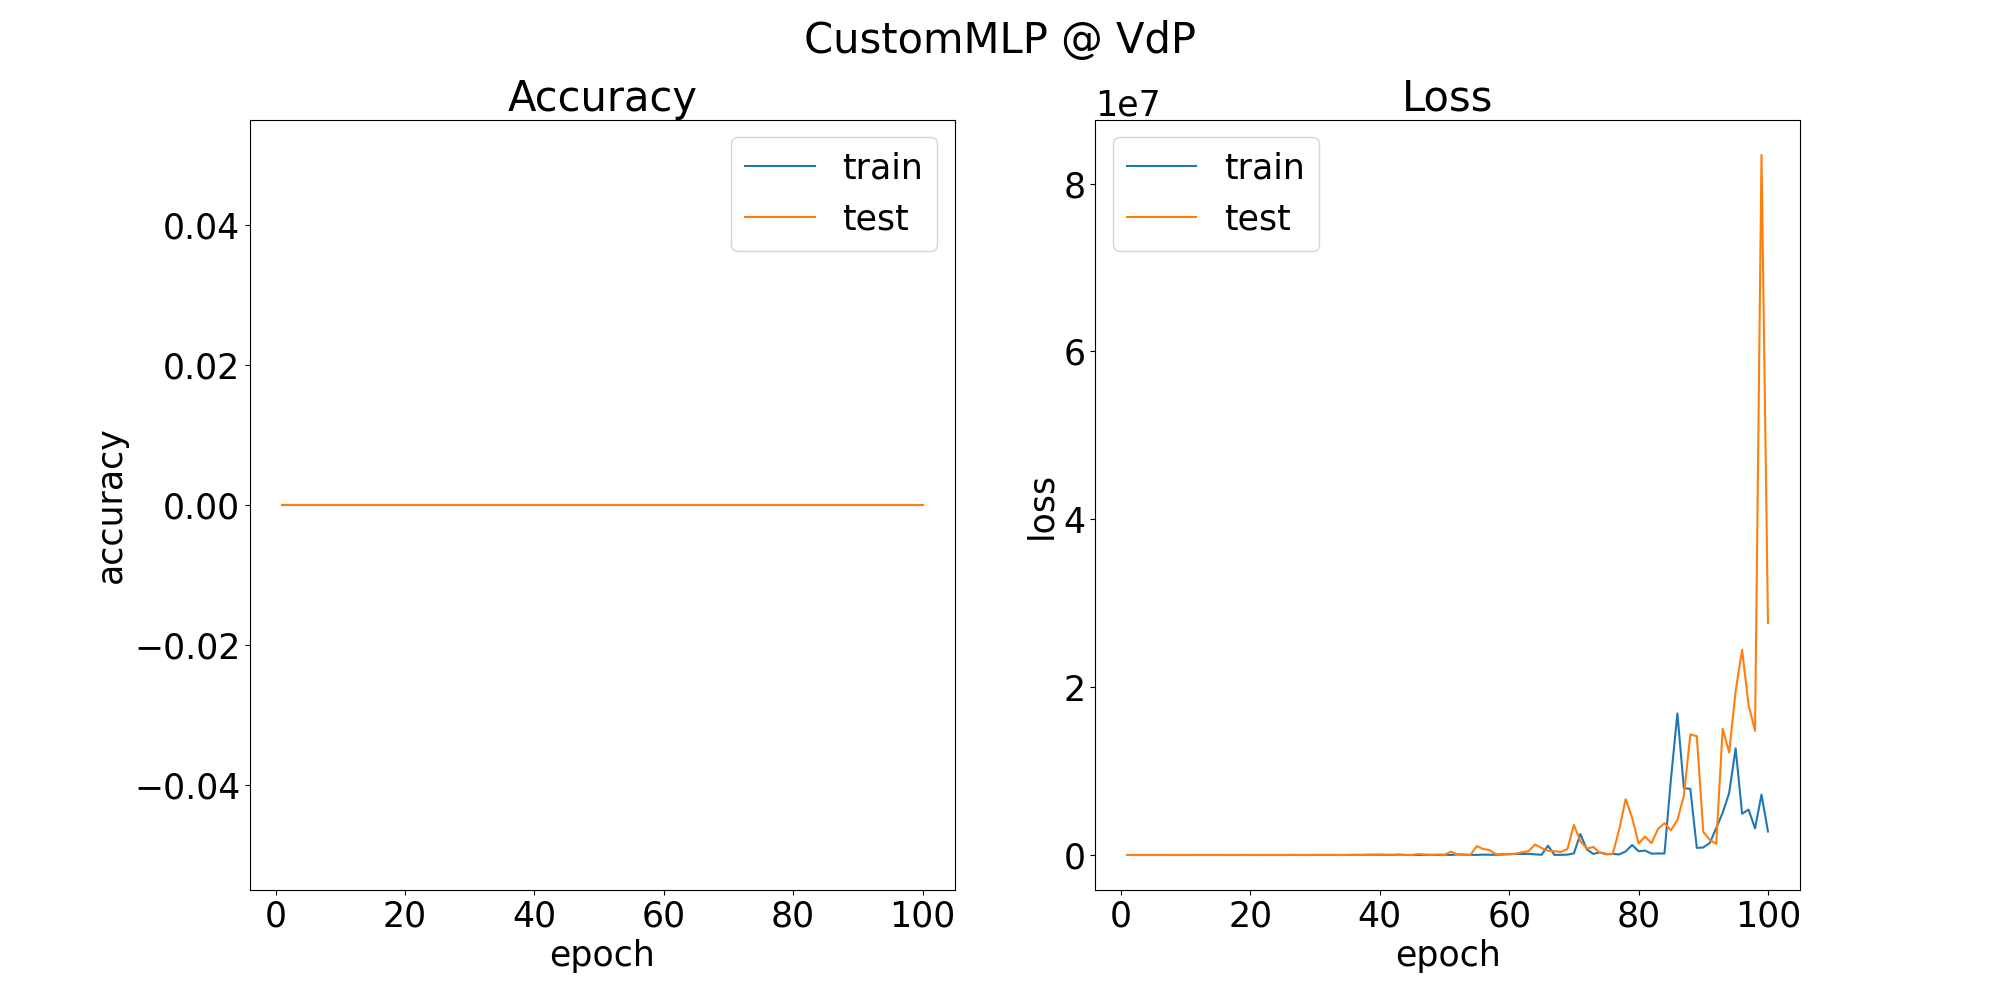 CustomMLP @ VdP
Accuracy
train
test
0.04
0.02
0.00
−0.02
−0.04
accuracy
0 20 40 60 80 100
epoch
Loss
1e7
train
test
8
6
4
2
0
loss
0 20 40 60 80 100
epoch